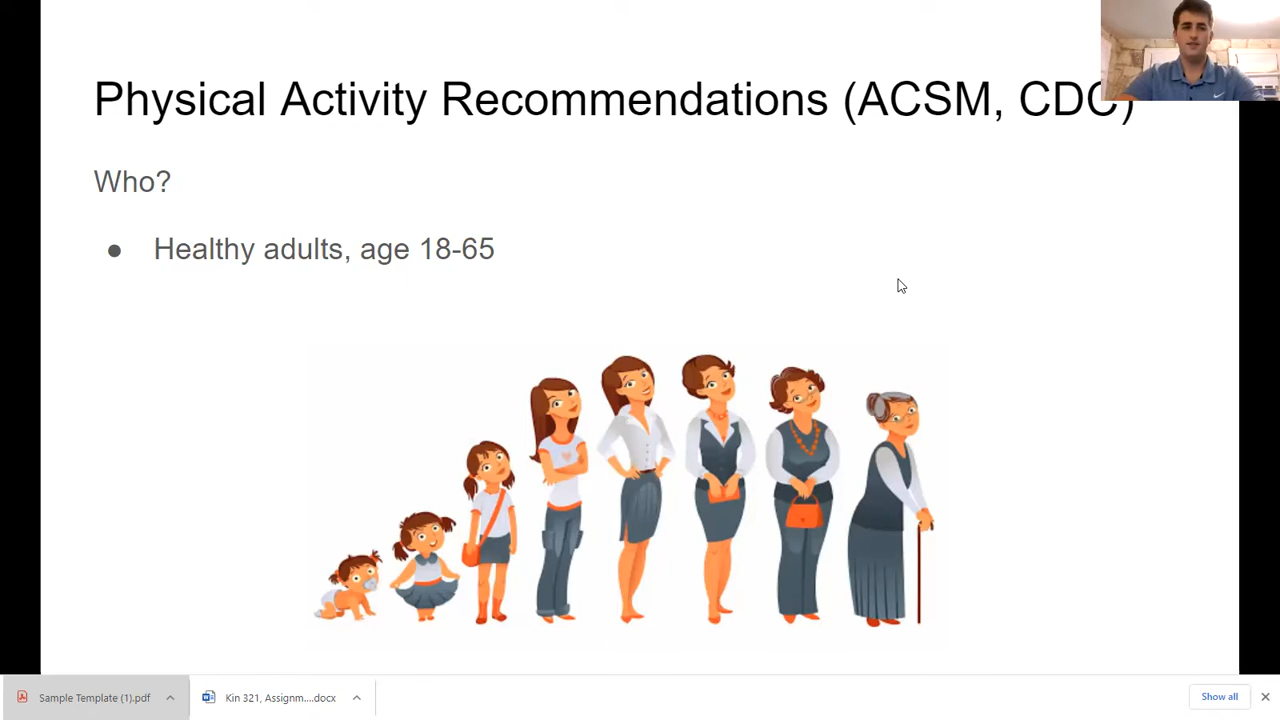 Physical Activity Recommendations (ACSM, CDC)
Who?
● Healthy adults, age 18-65
Sample Template (1).pdf
Kin 321, Assignm....docx
Show all